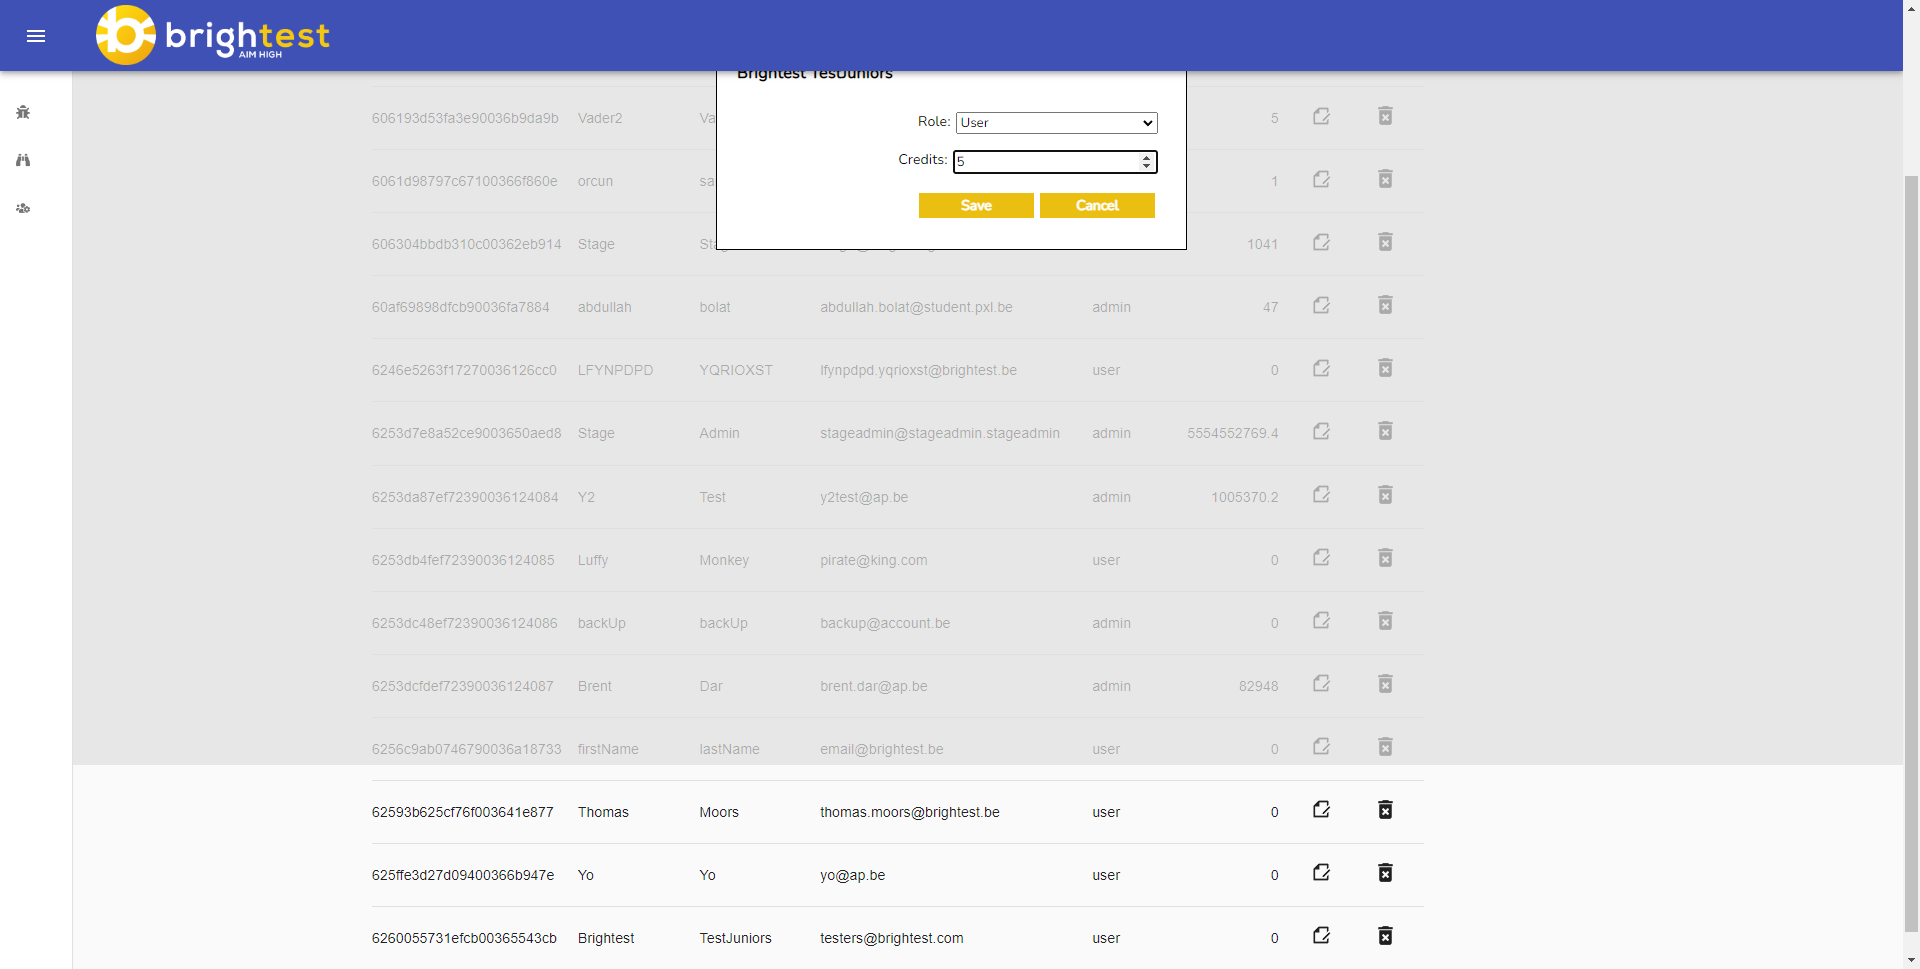 brightest
AIM HIGH
Brightest TestJuniors
Role: User
Credits: 5
Save Cancel
606193d53fa3e90036b9da9b Vader2 Va 5
6061d98797c67100366f860e orcun sa 1
606304bbdb310c00362eb914 Stage 1041
60af69898dfcb90036fa7884 abdullah bolat abdullah.bolat@student.pxl.be admin 47
6246e5263f17270036126cc0 LFYNPDPD YQRIOXST lfynpdpd.yqrioxst@brightest.be user 0
6253d7e8a52ce9003650aed8 Stage Admin stageadmin@stageadmin.stageadmin admin 5554552769.4
6253da87ef72390036124084 Y2 Test y2test@ap.be admin 1005370.2
6253db4fef72390036124085 Luffy Monkey pirate@king.com user 0
6253dc48ef72390036124086 backUp backUp backup@account.be admin 0
6253dcfdef72390036124087 Brent Dar brent.dar@ap.be admin 82948
6256c9ab0746790036a18733 firstName lastName email@brightest.be user 0
62593b625cf76f003641e877 Thomas Moors thomas.moors@brightest.be user 0
625ffe3d27d09400366b947e Yo Yo yo@ap.be user 0
6260055731efcb00365543cb Brightest TestJuniors testers@brightest.com user 0